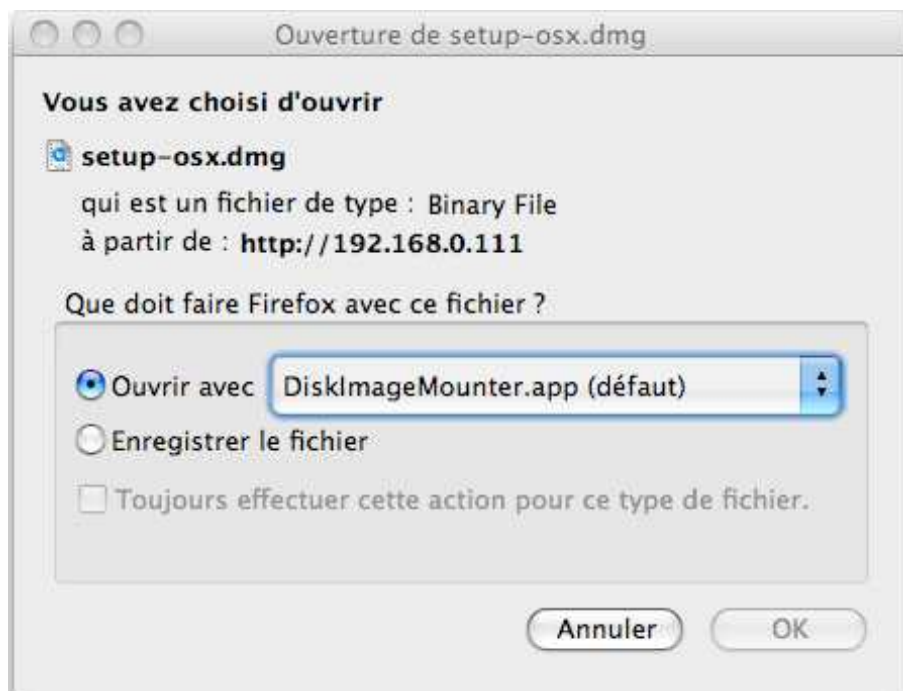 Ouverture de setup-osx.dmg
Vous avez choisi d'ouvrir
setup-osx.dmg
qui est un fichier de type : Binary File
à partir de : http://192.168.0.111
Que doit faire Firefox avec ce fichier ?
Ouvrir avec DiskImageMounter.app (défaut)
Enregistrer le fichier
Toujours effectuer cette action pour ce type de fichier.
Annuler OK